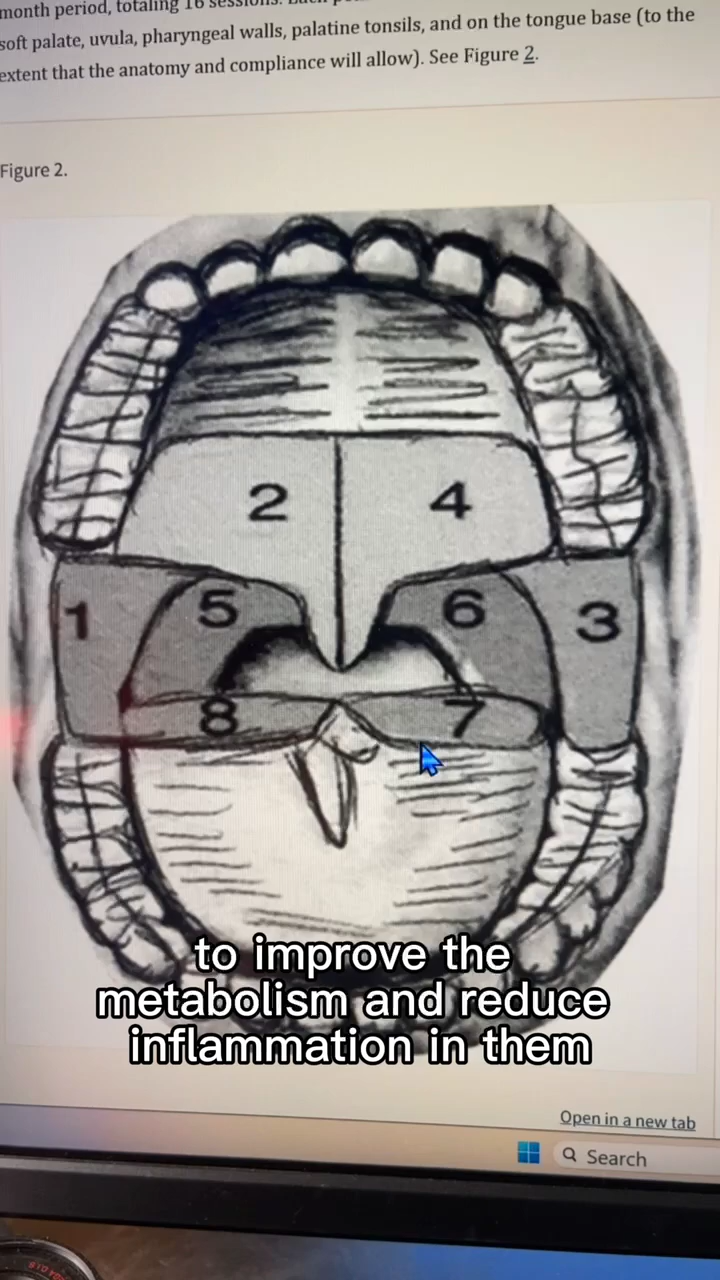 month period, totaling 16 sessions.
soft palate, uvula, pharyngeal walls, palatine tonsils, and on the tongue base (to the
extent that the anatomy and compliance will allow). See Figure 2.
Figure 2.
2 4
1 5 6 3
8 7
to improve the
metabolism and reduce
inflammation in them
Open in a new tab
Search